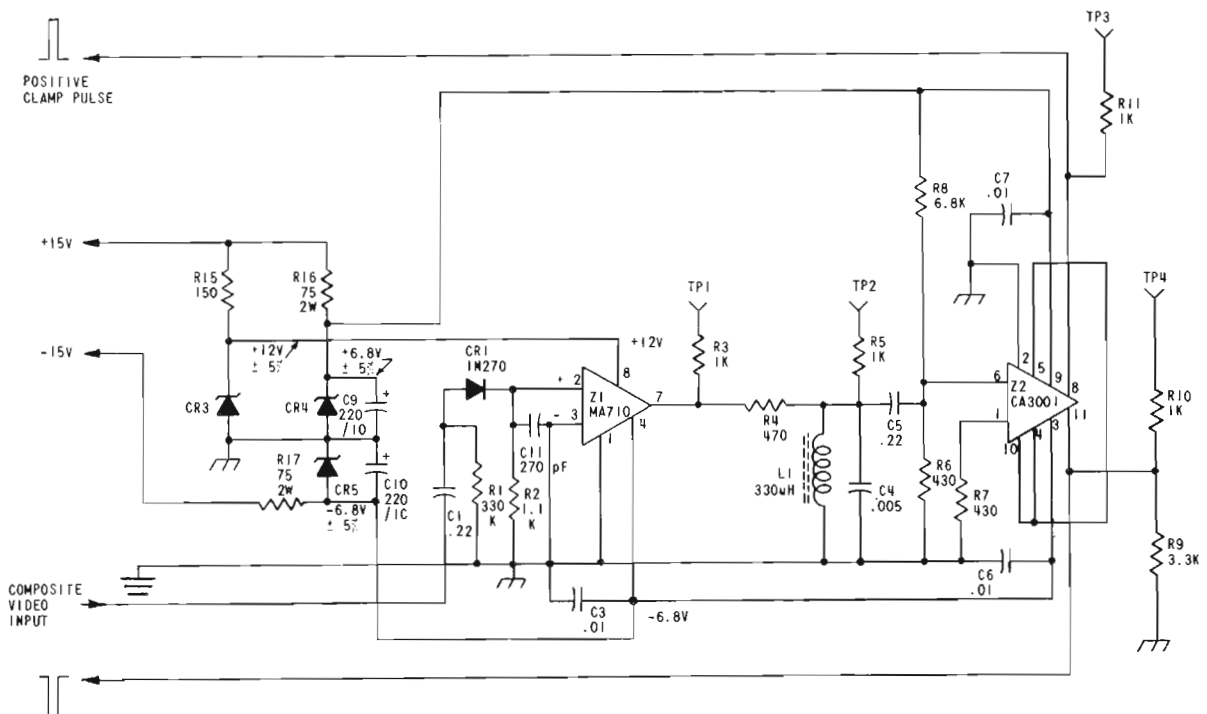 TP3
POSITIVE
CLAMP PULSE
R11
1K
C7
.01
R8
6.8K
+15V
R15
150
R16
75
2W
TP1
TP2
TP4
-15V
+12V
± 5%
+6.8V
± 5%
CR1
1N270
+12V
R3
1K
R5
1K
2 5 9
8
6
Z2
CA3001
11
1
10 4 3
CR3
CR4
+
C9
220
/10
2
+
8
Z1
MA710
7
3
-
4
1
R4
470
C5
.22
R10
1K
R17
75
2W
CR5
-6.8V
± 5%
+
C10
220
/10
C1
.22
R1
330
K
R2
1.1
K
C11
270 pF
L1
330uH
C4
.005
R6
430
R7
430
R9
3.3K
COMPOSITE
VIDEO
INPUT
C3
.01
-6.8V
C6
.01